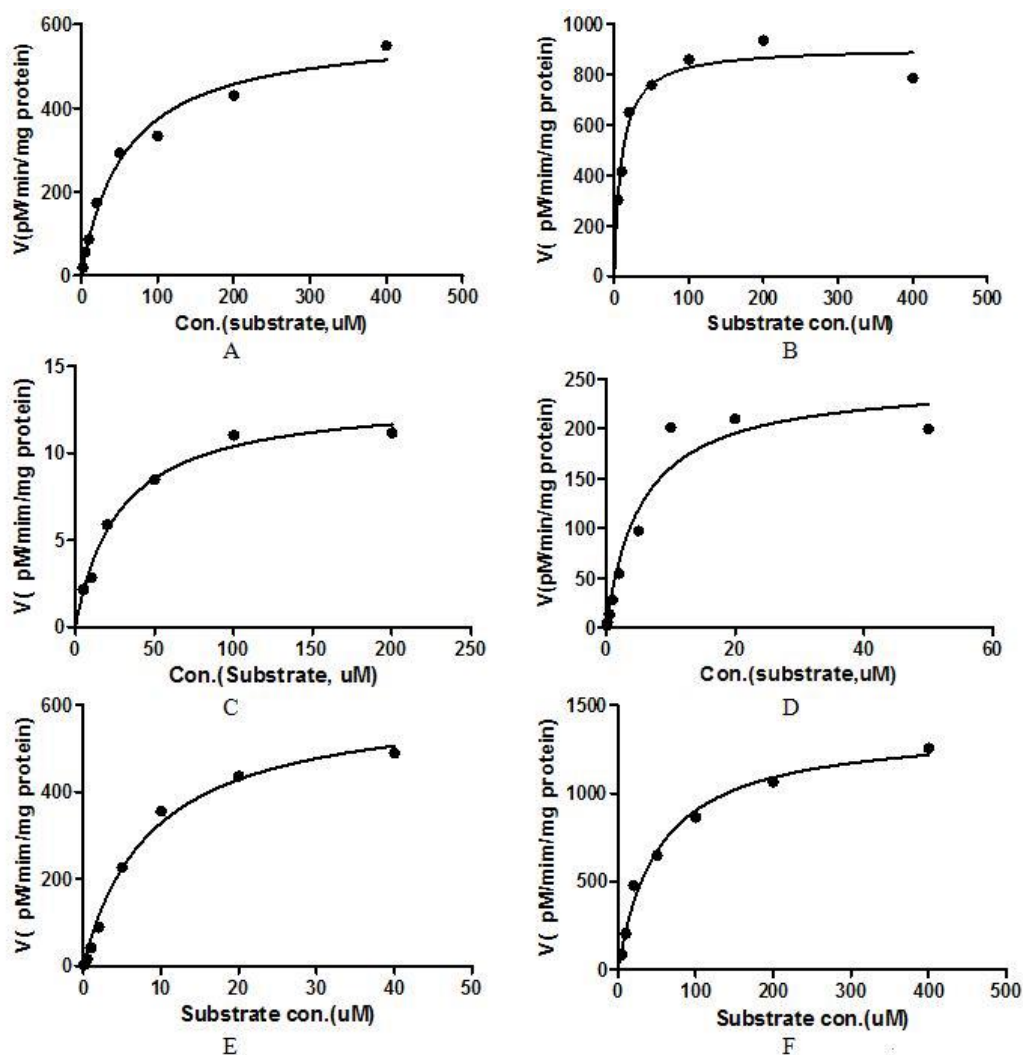 V(pM/min/mg protein)
600
400
200
0
0 100 200 300 400 500
Con.(substrate,uM)
A
V( pM/mim/mg protein)
1000
800
600
400
200
0
0 100 200 300 400 500
Substrate con.(uM)
B
V( pM/mim/mg protein)
15
10
5
0
0 50 100 150 200 250
Con.(Substrate, uM)
C
V(pM/min/mg protein)
250
200
150
100
50
0
0 20 40 60
Con.(substrate,uM)
D
V( pM/mim/mg protein)
600
400
200
0
0 10 20 30 40 50
Substrate con.(uM)
E
V( pM/mim/mg protein)
1500
1000
500
0
0 100 200 300 400 500
Substrate con.(uM)
F